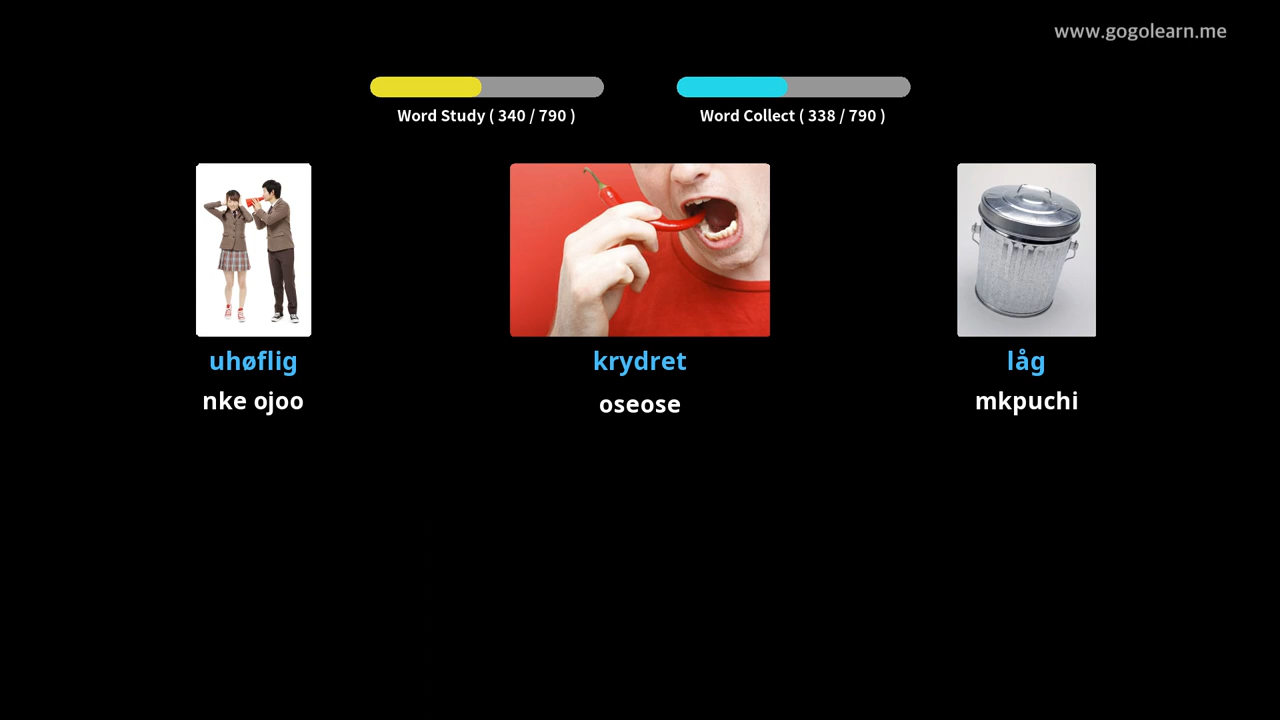 www.gogolearn.me
Word Study ( 340 / 790 )
Word Collect ( 338 / 790 )
uhøflig
krydret
låg
nke ojoo
oseose
mkpuchi